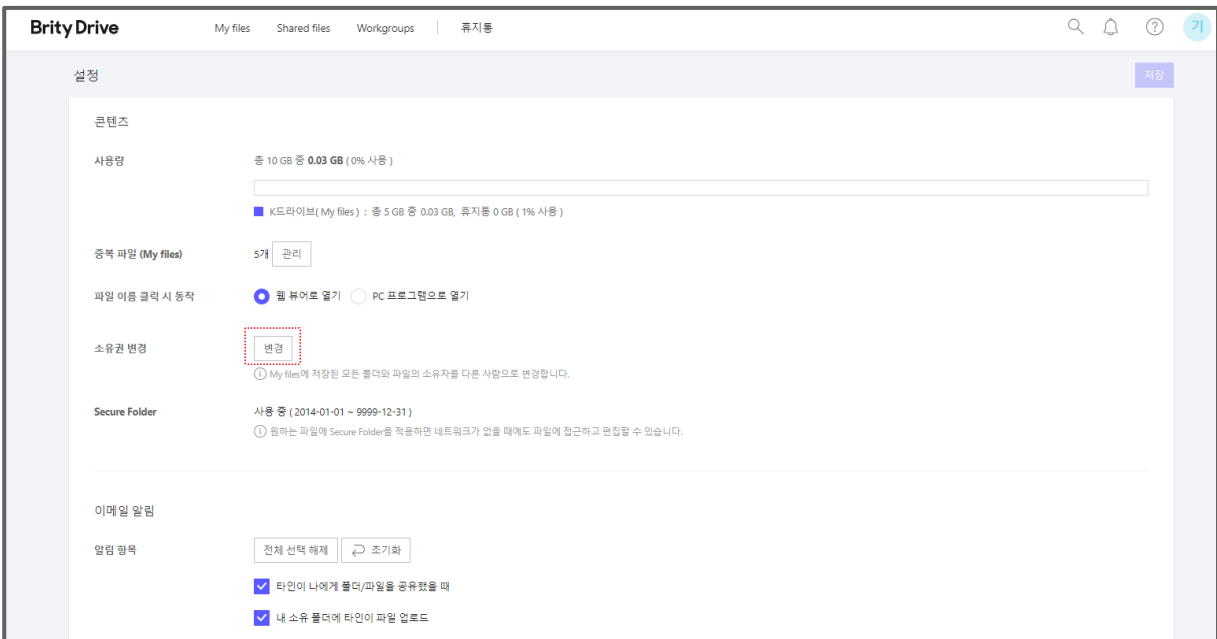 Brity Drive My files Shared files Workgroups 휴지통 기
설정 저장
콘텐츠
사용량 총 10 GB 중 0.03 GB ( 0% 사용 )
K드라이브( My files ) : 총 5 GB 중 0.03 GB, 휴지통 0 GB ( 1% 사용 )
중복 파일 (My files) 5개 관리
파일 이름 클릭 시 동작 웹 뷰어로 열기 PC 프로그램으로 열기
소유권 변경 변경
My files에 저장된 모든 폴더와 파일의 소유자를 다른 사람으로 변경합니다.
Secure Folder 사용 중 ( 2014-01-01 ~ 9999-12-31 )
원하는 파일에 Secure Folder를 적용하면 네트워크가 없을 때에도 파일에 접근하고 편집할 수 있습니다.
이메일 알림
알림 항목 전체 선택 해제 초기화
타인이 나에게 폴더/파일을 공유했을 때
내 소유 폴더에 타인이 파일 업로드